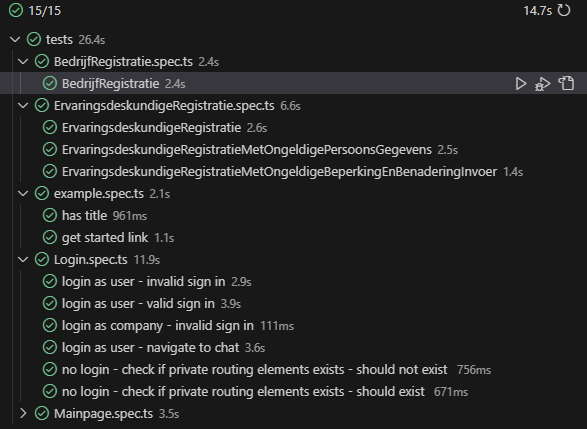 15/15 14.7s
tests 26.4s
BedrijfRegistratie.spec.ts 2.4s
BedrijfRegistratie 2.4s
ErvaringsdeskundigeRegistratie.spec.ts 6.6s
ErvaringsdeskundigeRegistratie 2.6s
ErvaringsdeskundigeRegistratieMetOngeldigePersoonsGegevens 2.5s
ErvaringsdeskundigeRegistratieMetOngeldigeBeperkingEnBenaderingInvoer 1.4s
example.spec.ts 2.1s
has title 961ms
get started link 1.1s
Login.spec.ts 11.9s
login as user - invalid sign in 2.9s
login as user - valid sign in 3.9s
login as company - invalid sign in 111ms
login as user - navigate to chat 3.6s
no login - check if private routing elements exists - should not exist 756ms
no login - check if private routing elements exists - should exist 671ms
Mainpage.spec.ts 3.5s